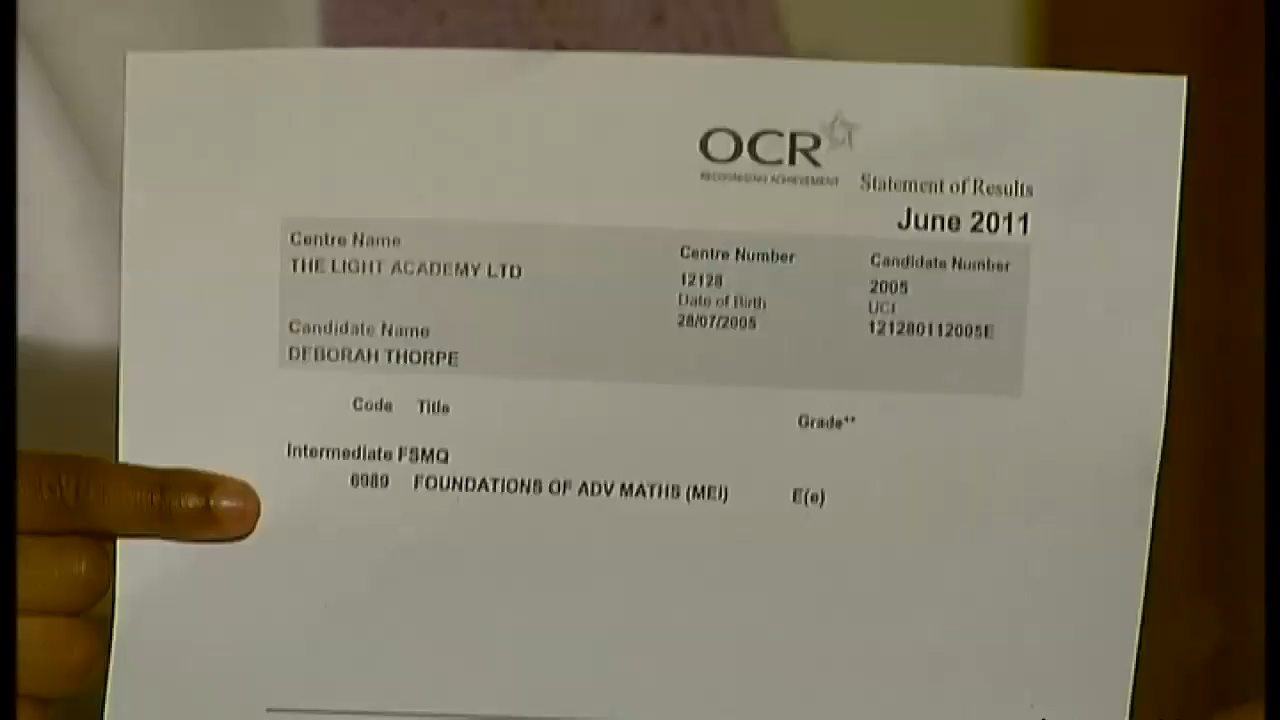 OCR
RECOGNISING ACHIEVEMENT
Statement of Results
June 2011
Centre Name
THE LIGHT ACADEMY LTD
Centre Number
12128
Candidate Number
2005
Date of Birth
28/07/2005
UCI
121280112005E
Candidate Name
DEBORAH THORPE
Code Title Grade**
Intermediate FSMQ
6989 FOUNDATIONS OF ADV MATHS (MEI) E(e)